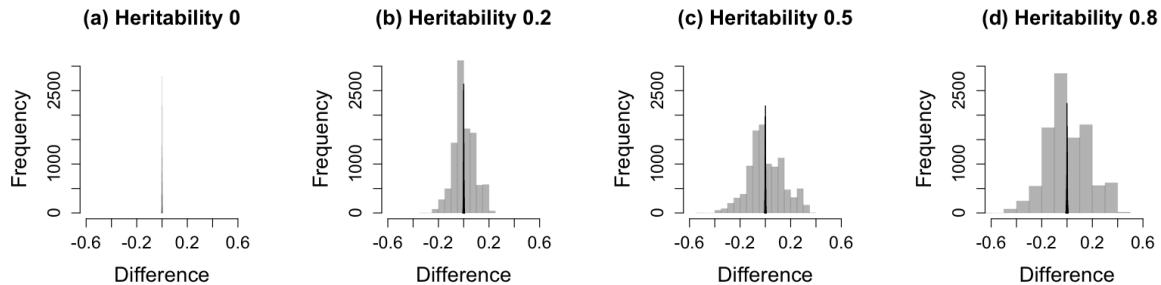 (a) Heritability 0
Frequency
0 1000 2500
-0.6 -0.2 0.2 0.6
Difference
(b) Heritability 0.2
Frequency
0 1000 2500
-0.6 -0.2 0.2 0.6
Difference
(c) Heritability 0.5
Frequency
0 1000 2500
-0.6 -0.2 0.2 0.6
Difference
(d) Heritability 0.8
Frequency
0 1000 2500
-0.6 -0.2 0.2 0.6
Difference